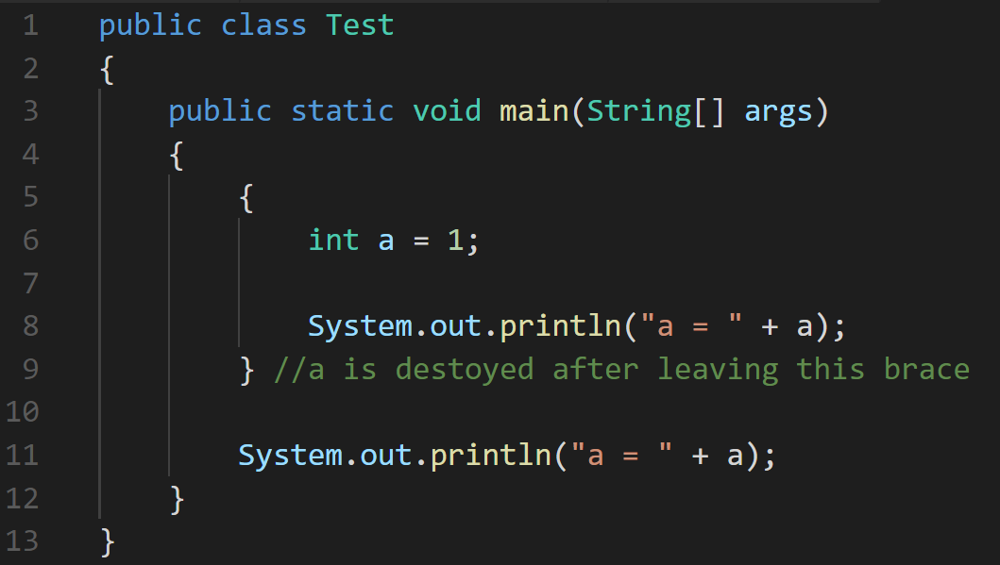 1 public class Test
2 {
3 public static void main(String[] args)
4 {
5 {
6 int a = 1;
7
8 System.out.println("a = " + a);
9 } //a is destoyed after leaving this brace
10
11 System.out.println("a = " + a);
12 }
13 }